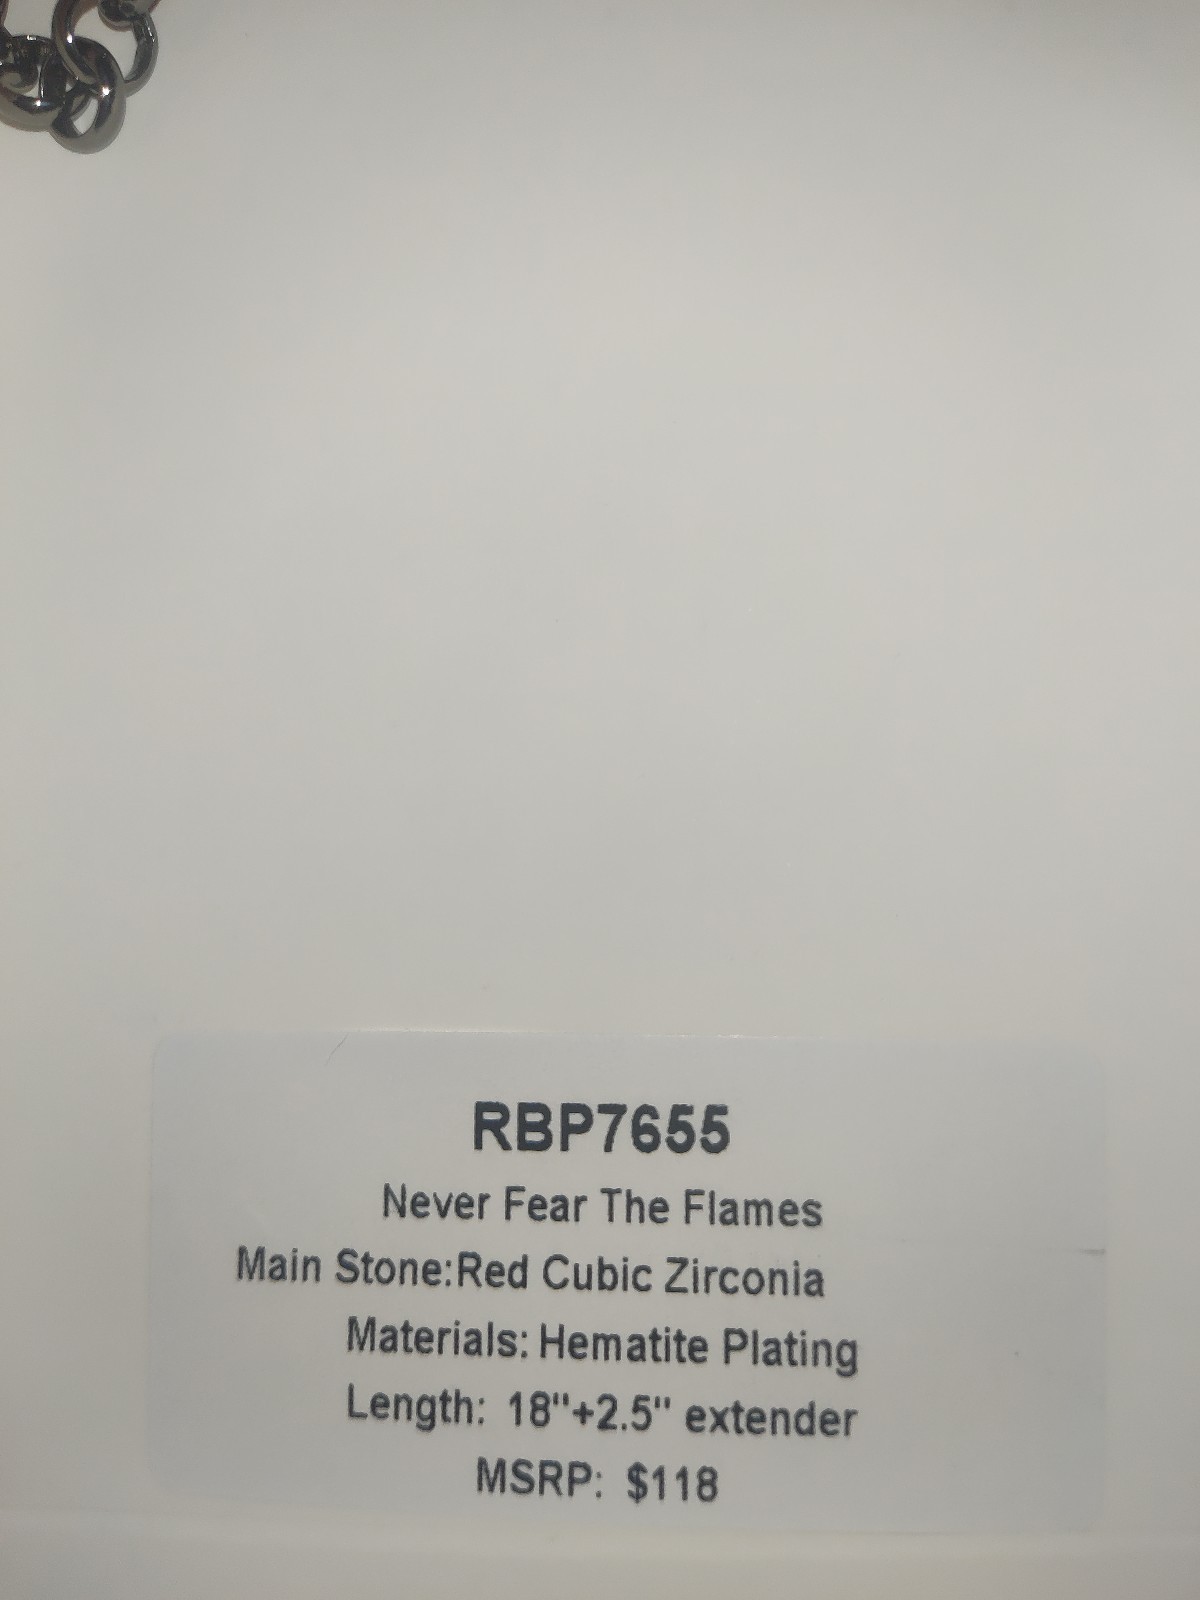 RBP7655
Never Fear The Flames
Main Stone:Red Cubic Zirconia
Materials: Hematite Plating
Length: 18"+2.5" extender
MSRP: $118